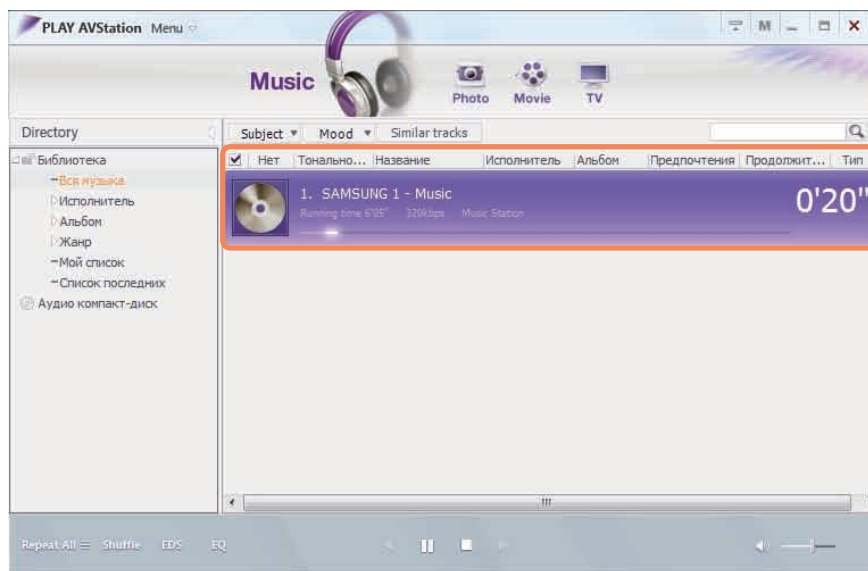 PLAY AVStation Menu
M
Music
Photo Movie TV
Directory
Subject Mood Similar tracks
Библиотека
Вся музыка
Исполнитель
Альбом
Жанр
Мой список
Список последних
Аудио компакт-диск
Нет Тонально... Название Исполнитель Альбом Предпочтения Продолжит... Тип
1. SAMSUNG 1 - Music
Running time 6'05" 320kbps Music Station
0'20"
Repeat All Shuffle EDS EQ